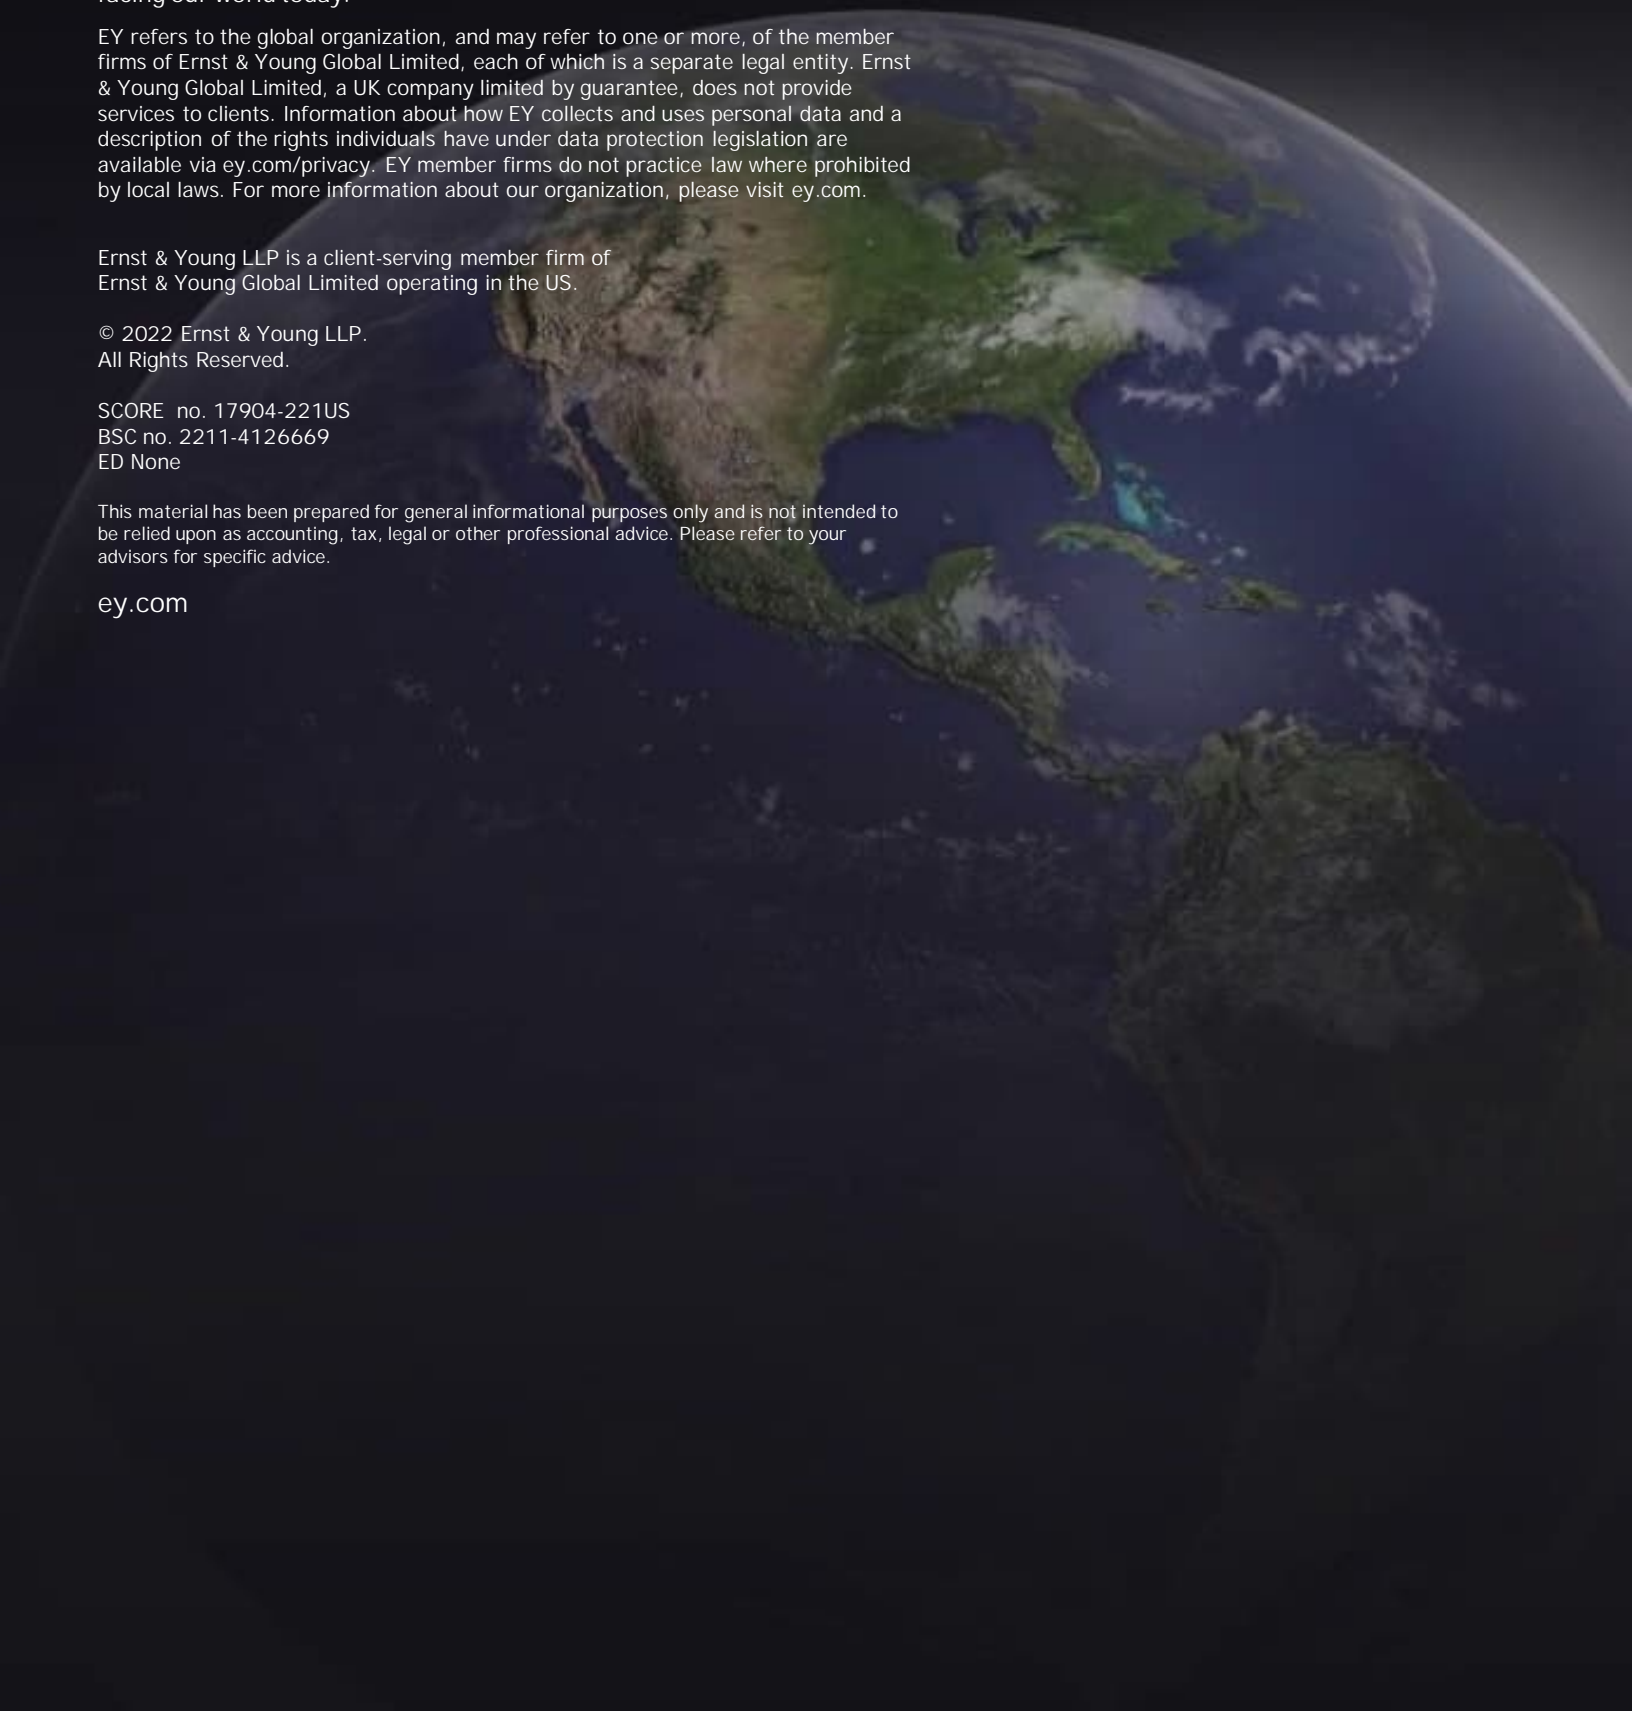 facing our world today.
EY refers to the global organization, and may refer to one or more, of the member
firms of Ernst & Young Global Limited, each of which is a separate legal entity. Ernst
& Young Global Limited, a UK company limited by guarantee, does not provide
services to clients. Information about how EY collects and uses personal data and a
description of the rights individuals have under data protection legislation are
available via ey.com/privacy. EY member firms do not practice law where prohibited
by local laws. For more information about our organization, please visit ey.com.
Ernst & Young LLP is a client-serving member firm of
Ernst & Young Global Limited operating in the US.
© 2022 Ernst & Young LLP.
All Rights Reserved.
SCORE no. 17904-221US
BSC no. 2211-4126669
ED None
This material has been prepared for general informational purposes only and is not intended to
be relied upon as accounting, tax, legal or other professional advice. Please refer to your
advisors for specific advice.
ey.com